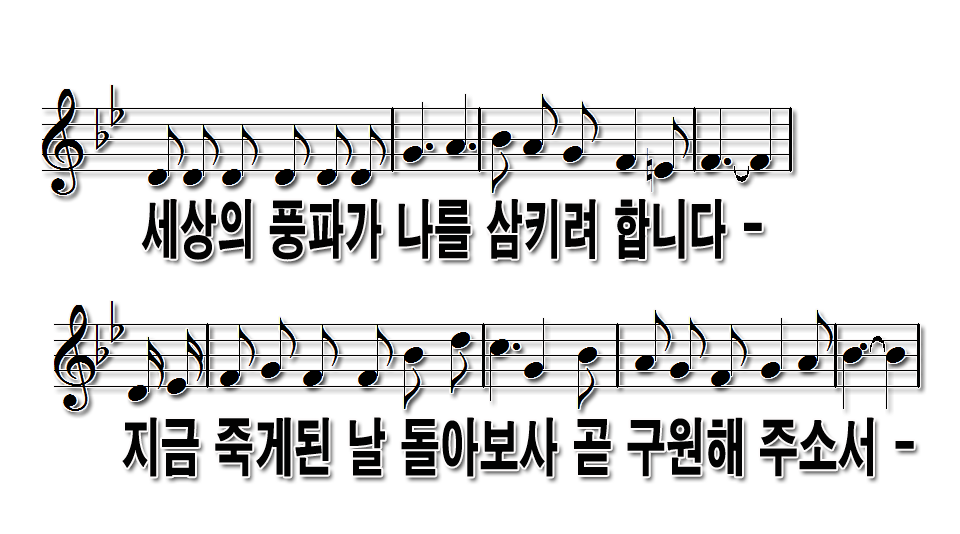 세상의 풍파가 나를 삼키려 합니다 -
지금 죽게된 날 돌아보사 곧 구원해 주소서 -